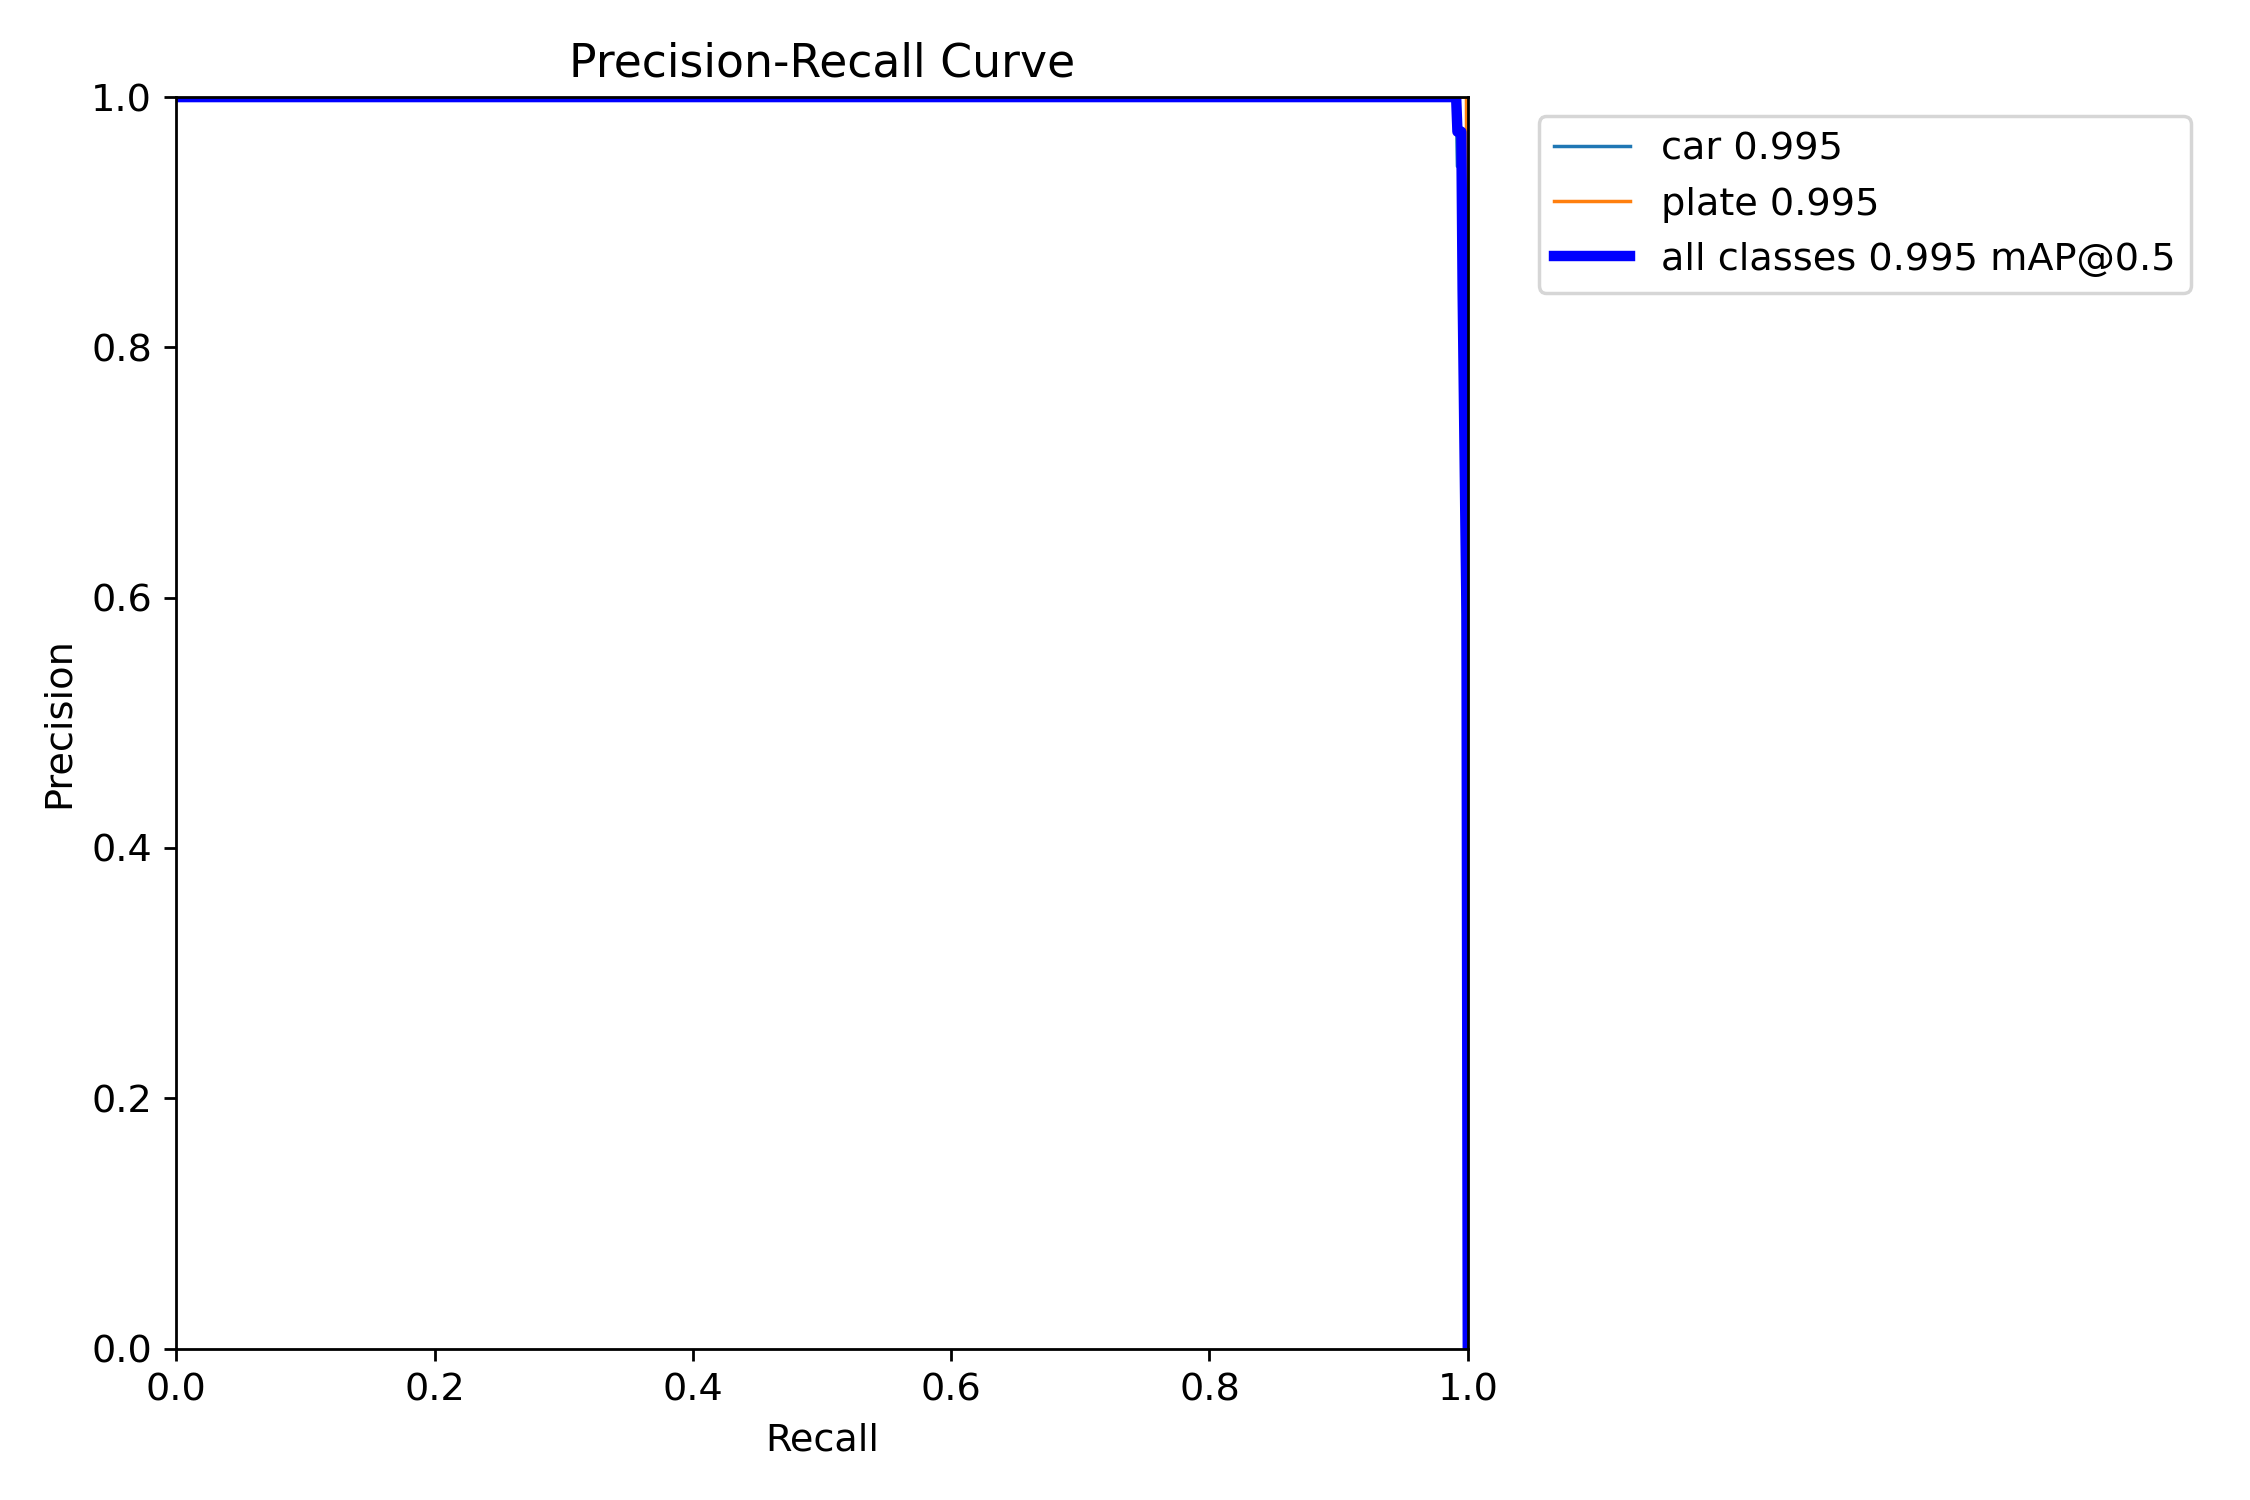 Precision-Recall Curve
1.0
0.8
0.6
0.4
0.2
0.0
Precision
0.0 0.2 0.4 0.6 0.8 1.0
Recall
car 0.995
plate 0.995
all classes 0.995 mAP@0.5